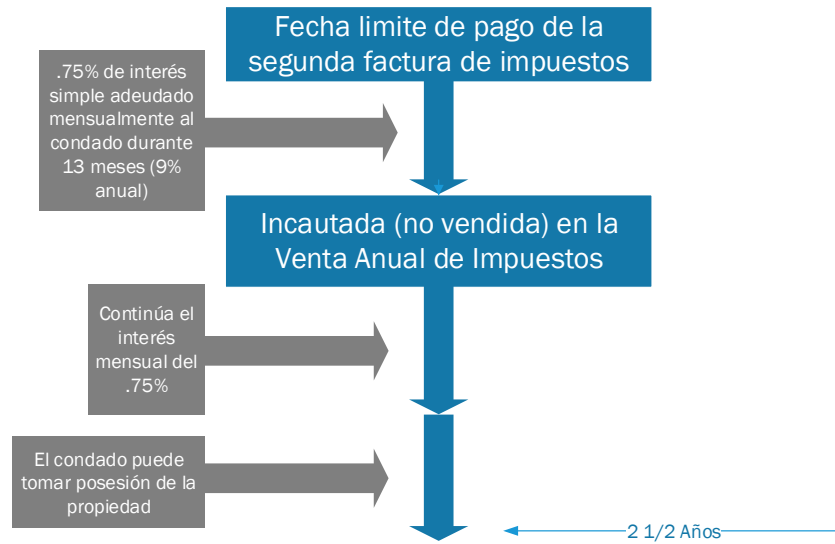 Fecha limite de pago de la
segunda factura de impuestos
.75% de interés
simple adeudado
mensualmente al
condado durante
13 meses (9%
anual)
Incautada (no vendida) en la
Venta Anual de Impuestos
Continúa el
interés
mensual del
.75%
El condado puede
tomar posesión de la
propiedad
2 1/2 Años